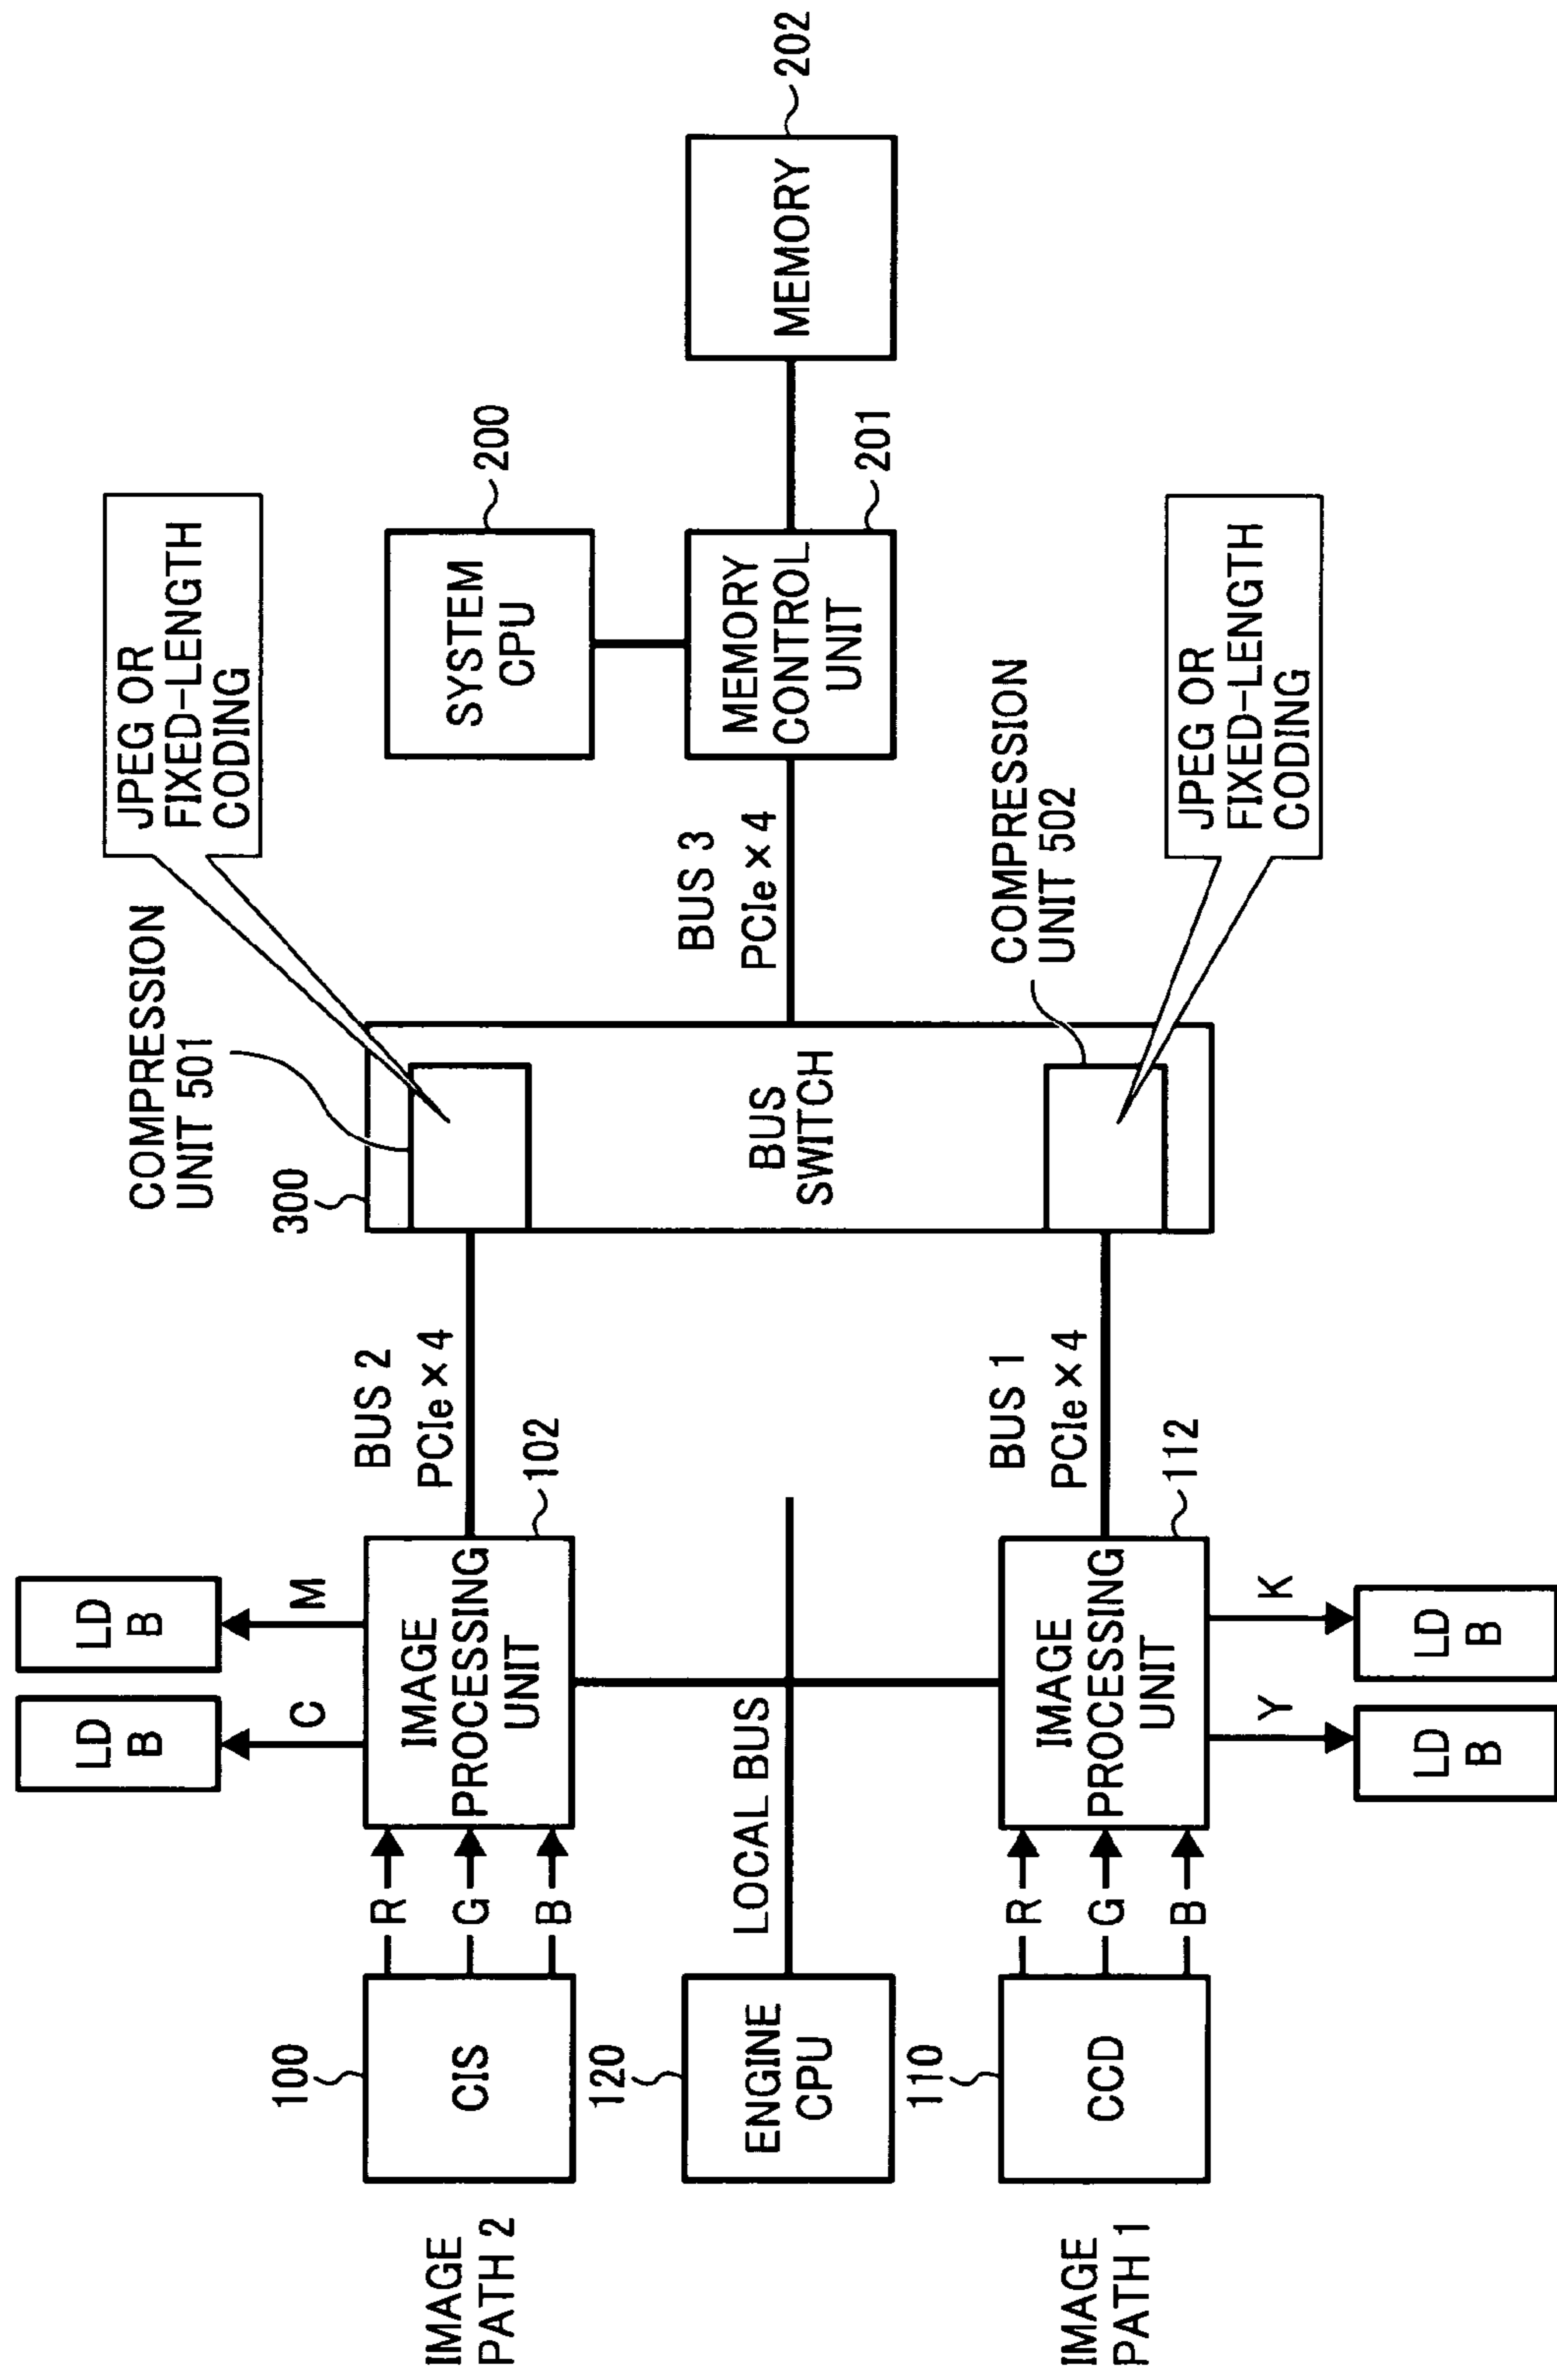 IMAGE
PATH 2
100
CIS
R
G
B
LD
B
LD
B
C
M
IMAGE
PROCESSING
UNIT
102
BUS 2
PCIe × 4
300
COMPRESSION
UNIT 501
JPEG OR
FIXED-LENGTH
CODING
120
ENGINE
CPU
LOCAL BUS
BUS
SWITCH
BUS 3
PCIe × 4
SYSTEM
CPU
200
MEMORY
CONTROL
UNIT
201
MEMORY
202
IMAGE
PATH 1
110
CCD
R
G
B
IMAGE
PROCESSING
UNIT
112
Y
K
LD
B
LD
B
BUS 1
PCIe × 4
COMPRESSION
UNIT 502
JPEG OR
FIXED-LENGTH
CODING